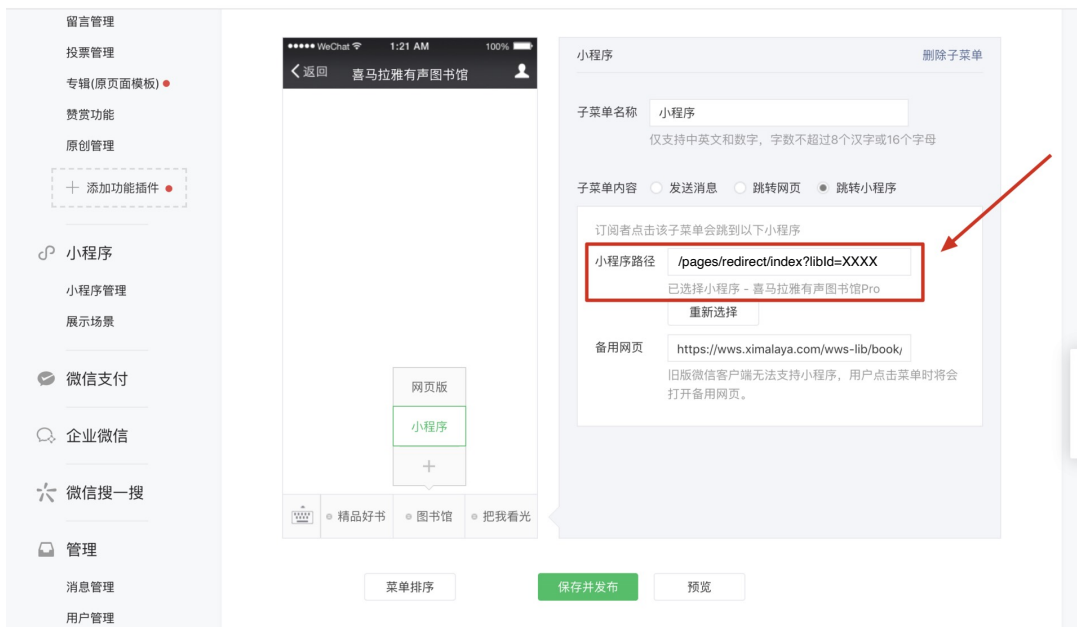 留言管理
投票管理
专辑(原页面模板)
赞赏功能
原创管理
添加功能插件
小程序
小程序管理
展示场景
微信支付
企业微信
微信搜一搜
管理
消息管理
用户管理
WeChat 1:21 AM 100%
返回 喜马拉雅有声图书馆
网页版
小程序
+
精品好书 图书馆 把我看光
菜单排序 保存并发布 预览
小程序 删除子菜单
子菜单名称 小程序
仅支持中英文和数字，字数不超过8个汉字或16个字母
子菜单内容 发送消息 跳转网页 跳转小程序
订阅者点击该子菜单会跳到以下小程序
小程序路径 /pages/redirect/index?libId=XXXX
已选择小程序 - 喜马拉雅有声图书馆Pro
重新选择
备用网页 https://wws.ximalaya.com/wws-lib/book/
旧版微信客户端无法支持小程序，用户点击菜单时将会
打开备用网页。